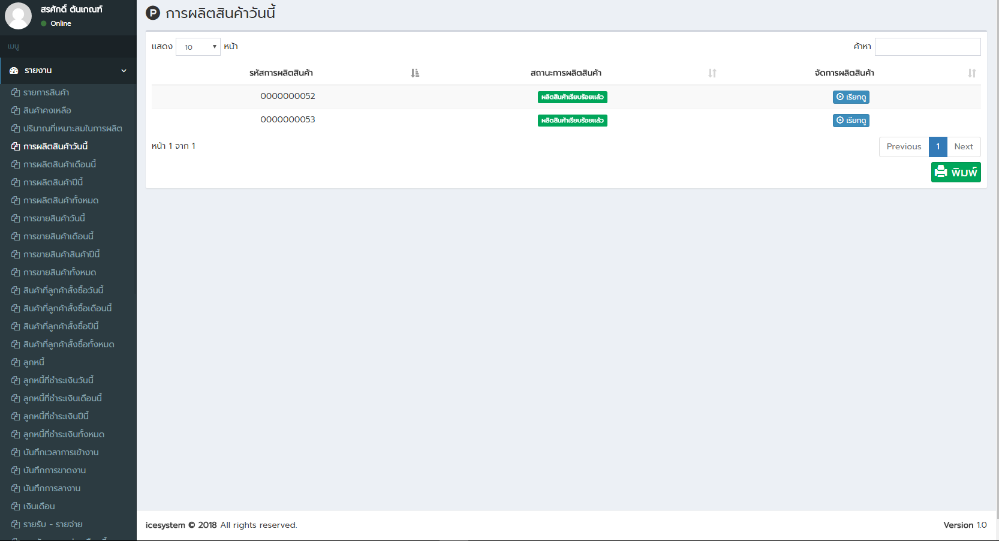 สรศักดิ์ ตันเกณฑ์
Online
เมนู
รายงาน
รายการสินค้า
สินค้าคงเหลือ
ปริมาณที่เหมาะสมในการผลิต
การผลิตสินค้าวันนี้
การผลิตสินค้าเดือนนี้
การผลิตสินค้าปีนี้
การผลิตสินค้าทั้งหมด
การขายสินค้าวันนี้
การขายสินค้าเดือนนี้
การขายสินค้าสินค้าปีนี้
การขายสินค้าทั้งหมด
สินค้าที่ลูกค้าสั้งซื้อวันนี้
สินค้าที่ลูกค้าสั้งซื้อเดือนนี้
สินค้าที่ลูกค้าสั้งซื้อปีนี้
สินค้าที่ลูกค้าสั้งซื้อทั้งหมด
ลูกหนี้
ลูกหนี้ที่ชำระเงินวันนี้
ลูกหนี้ที่ชำระเงินเดือนนี้
ลูกหนี้ที่ชำระเงินปีนี้
ลูกหนี้ที่ชำระเงินทั้งหมด
บันทึกเวลาการเข้างาน
บันทึกการขาดงาน
บันทึกการลางาน
เงินเดือน
รายรับ - รายจ่าย
P การผลิตสินค้าวันนี้
แสดง 10 หน้า
ค้าหา
รหัสการผลิตสินค้า สถานะการผลิตสินค้า จัดการผลิตสินค้า
0000000052 ผลิตสินค้าเรียบร้อยแล้ว เรียกดู
0000000053 ผลิตสินค้าเรียบร้อยแล้ว เรียกดู
หน้า 1 จาก 1
Previous 1 Next
พิมพ์
icesystem © 2018 All rights reserved.
Version 1.0